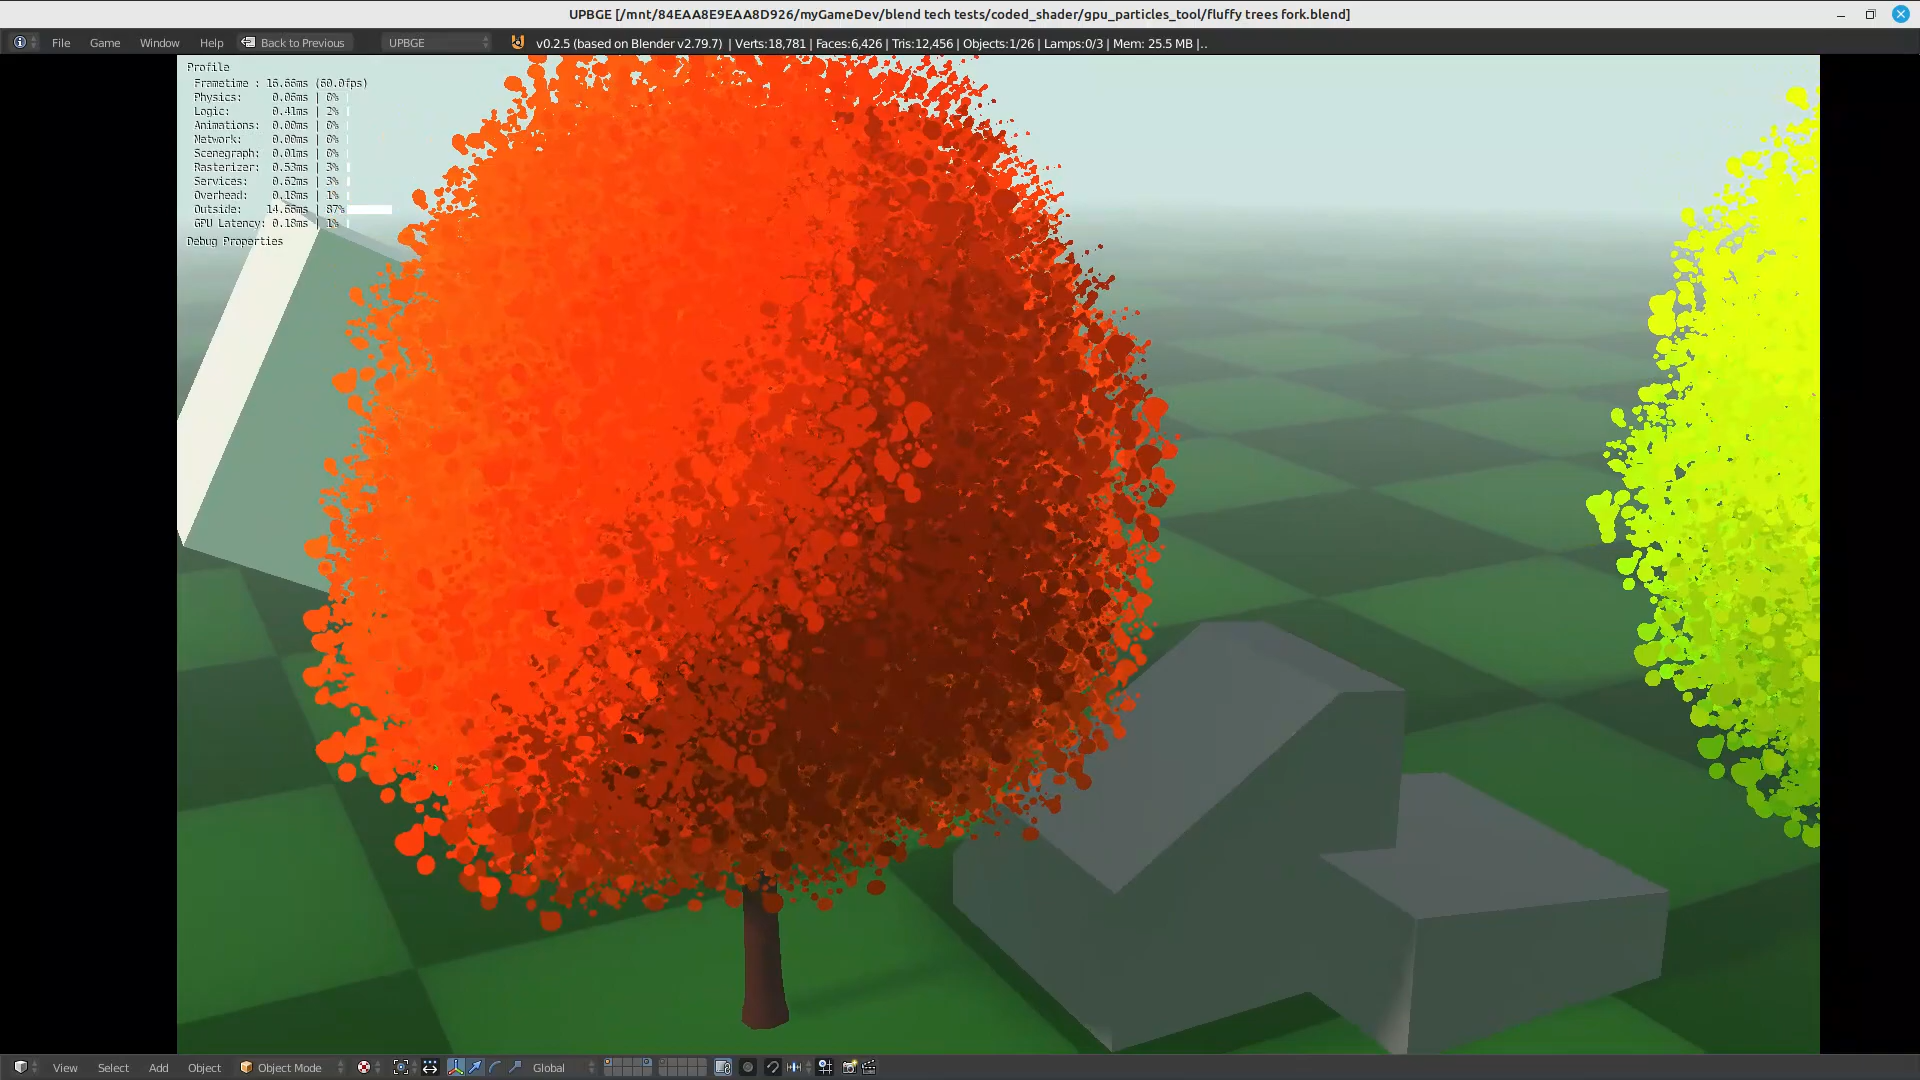 UPBGE [/mnt/84EAA8E9EAA8D926/myGameDev/blend tech tests/coded_shader/gpu_particles_tool/fluffy trees fork.blend]
File Game Window Help Back to Previous UPBGE v0.2.5 (based on Blender v2.79.7) | Verts:18,781 | Faces:6,426 | Tris:12,456 | Objects:1/26 | Lamps:0/3 | Mem: 25.5 MB |..
Profile
Frametime : 16.66ms (60.0fps)
Physics: 0.06ms | 0%
Logic: 0.41ms | 2%
Animations: 0.00ms | 0%
Network: 0.00ms | 0%
Scenegraph: 0.01ms | 0%
Rasterizer: 0.53ms | 3%
Services: 0.62ms | 3%
Overhead: 0.18ms | 1%
Outside: 14.66ms | 87%
GPU Latency: 0.18ms | 1%
Debug Properties
View Select Add Object Object Mode Global